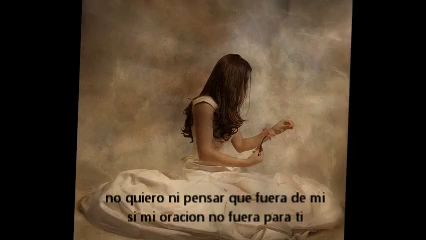 no quiero ni pensar que fuera de mi
si mi oracion no fuera para ti